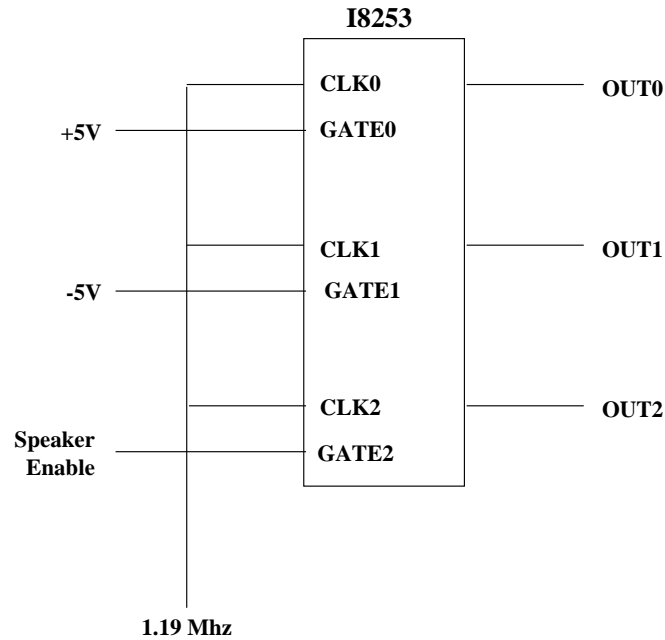 I8253
CLK0
OUT0
+5V
GATE0
CLK1
OUT1
-5V
GATE1
CLK2
OUT2
Speaker
Enable
GATE2
1.19 Mhz